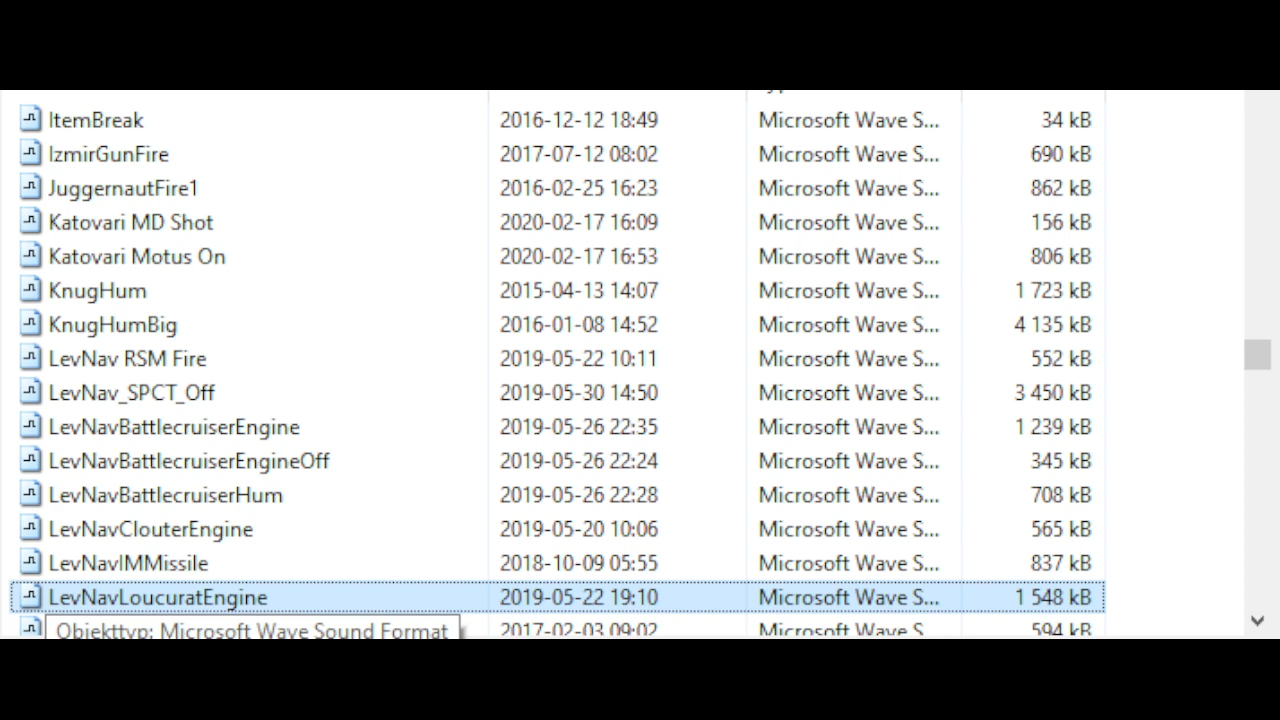 ItemBreak 2016-12-12 18:49 Microsoft Wave S... 34 kB
IzmirGunFire 2017-07-12 08:02 Microsoft Wave S... 690 kB
JuggernautFire1 2016-02-25 16:23 Microsoft Wave S... 862 kB
Katovari MD Shot 2020-02-17 16:09 Microsoft Wave S... 156 kB
Katovari Motus On 2020-02-17 16:53 Microsoft Wave S... 806 kB
KnugHum 2015-04-13 14:07 Microsoft Wave S... 1 723 kB
KnugHumBig 2016-01-08 14:52 Microsoft Wave S... 4 135 kB
LevNav RSM Fire 2019-05-22 10:11 Microsoft Wave S... 552 kB
LevNav_SPCT_Off 2019-05-30 14:50 Microsoft Wave S... 3 450 kB
LevNavBattlecruiserEngine 2019-05-26 22:35 Microsoft Wave S... 1 239 kB
LevNavBattlecruiserEngineOff 2019-05-26 22:24 Microsoft Wave S... 345 kB
LevNavBattlecruiserHum 2019-05-26 22:28 Microsoft Wave S... 708 kB
LevNavClouterEngine 2019-05-20 10:06 Microsoft Wave S... 565 kB
LevNavIMMissile 2018-10-09 05:55 Microsoft Wave S... 837 kB
LevNavLoucuratEngine 2019-05-22 19:10 Microsoft Wave S... 1 548 kB
Objekttyp: Microsoft Wave Sound Format 2017-02-03 09:02 Microsoft Wave S 594 kB